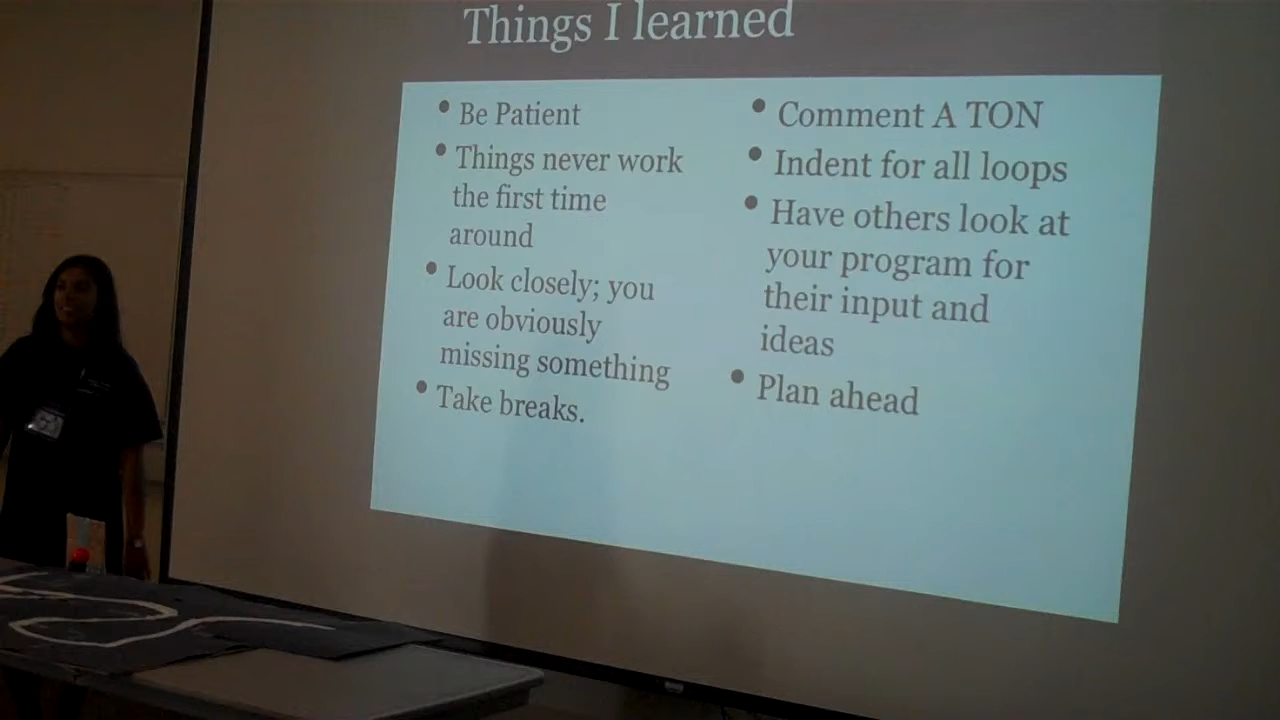 Things I learned
• Be Patient
• Things never work
the first time
around
• Look closely; you
are obviously
missing something
• Take breaks.
• Comment A TON
• Indent for all loops
• Have others look at
your program for
their input and
ideas
• Plan ahead